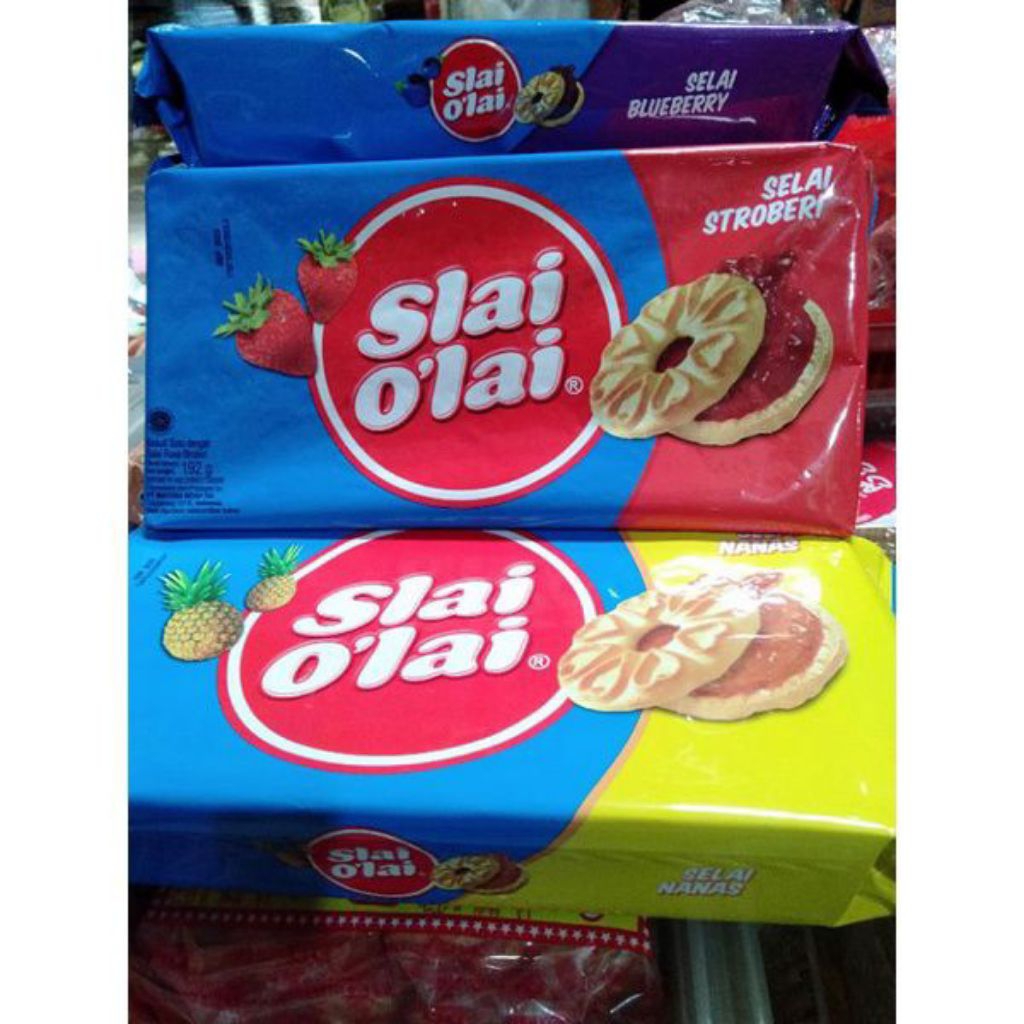 Slai
o'lai
SELAI
BLUEBERRY
SELAI
STROBERI
Slai
o'lai®
192 g
NANAS
Slai
o'lai®
Slai
o'lai
SELAI
NANAS